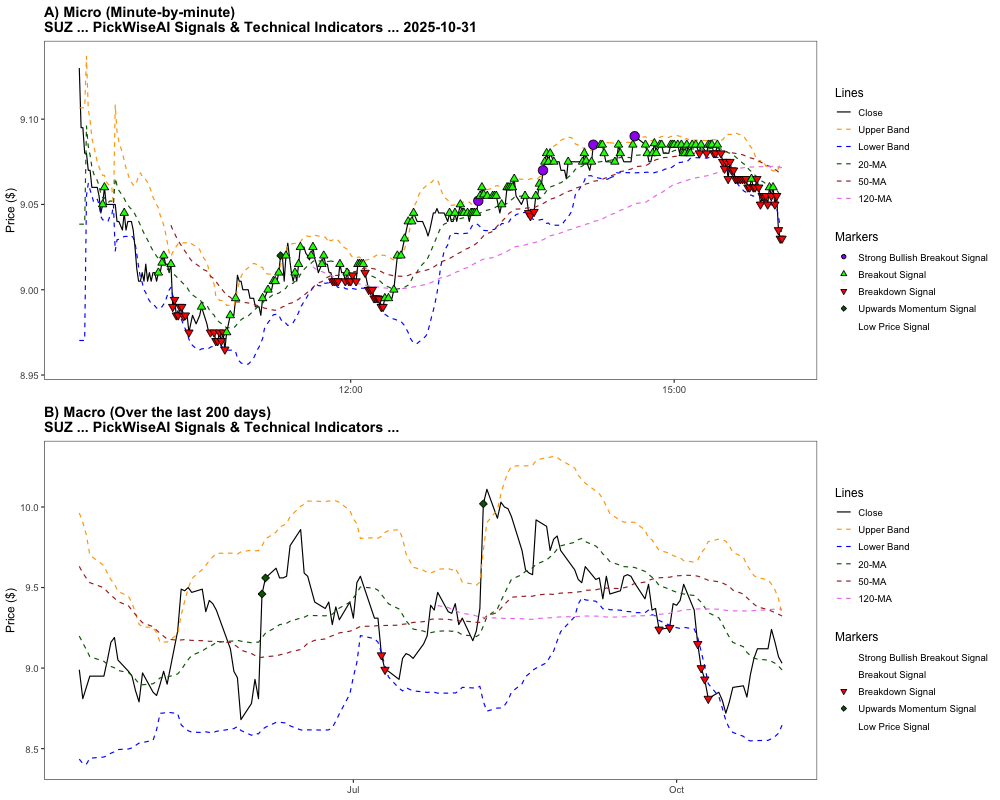 A) Micro (Minute-by-minute)
SUZ ... PickWiseAI Signals & Technical Indicators ... 2025-10-31
Price ($)
9.10
9.05
9.00
8.95
12:00
15:00
Lines
Close
Upper Band
Lower Band
20-MA
50-MA
120-MA
Markers
Strong Bullish Breakout Signal
Breakout Signal
Breakdown Signal
Upwards Momentum Signal
Low Price Signal
B) Macro (Over the last 200 days)
SUZ ... PickWiseAI Signals & Technical Indicators ...
Price ($)
10.0
9.5
9.0
8.5
Jul
Oct
Lines
Close
Upper Band
Lower Band
20-MA
50-MA
120-MA
Markers
Strong Bullish Breakout Signal
Breakout Signal
Breakdown Signal
Upwards Momentum Signal
Low Price Signal